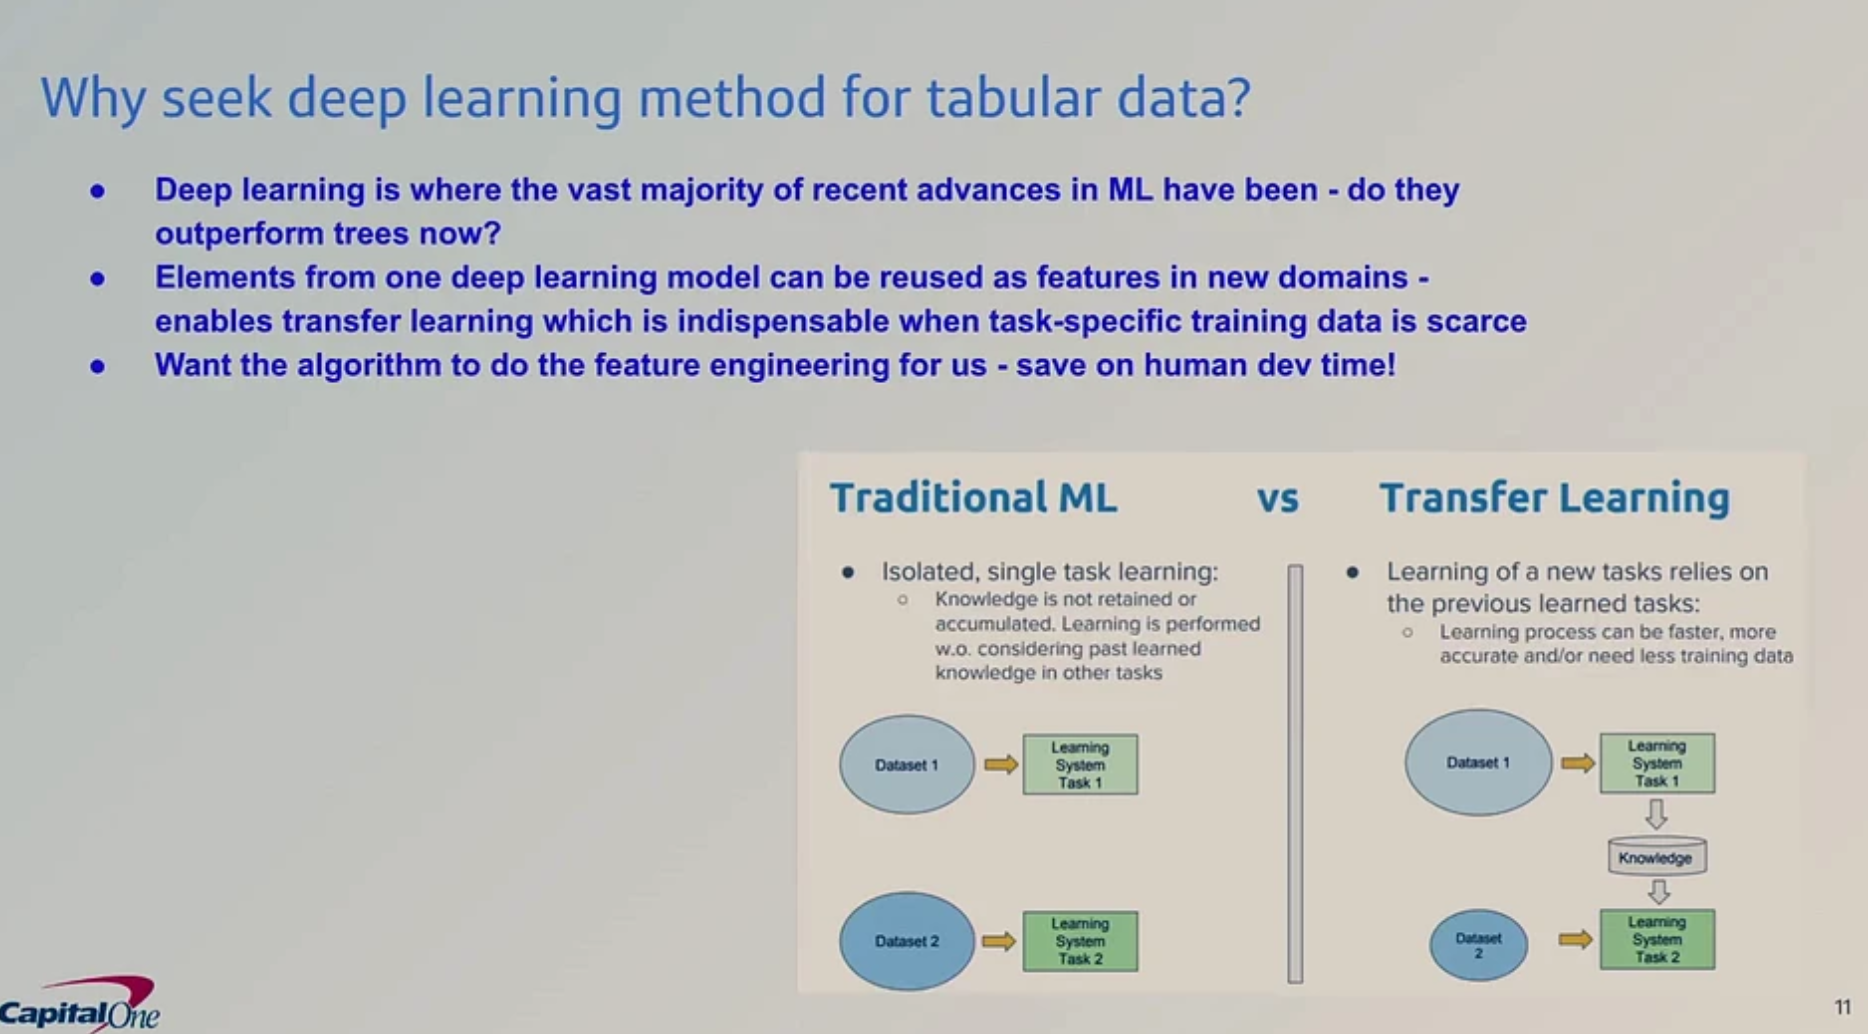 Why seek deep learning method for tabular data?
● Deep learning is where the vast majority of recent advances in ML have been - do they
outperform trees now?
● Elements from one deep learning model can be reused as features in new domains -
enables transfer learning which is indispensable when task-specific training data is scarce
● Want the algorithm to do the feature engineering for us - save on human dev time!
Traditional ML vs Transfer Learning
● Isolated, single task learning:
○ Knowledge is not retained or
accumulated. Learning is performed
w.o. considering past learned
knowledge in other tasks
● Learning of a new tasks relies on
the previous learned tasks:
○ Learning process can be faster, more
accurate and/or need less training data
Dataset 1
Learning
System
Task 1
Dataset 2
Learning
System
Task 2
Dataset 1
Learning
System
Task 1
Knowledge
Dataset
2
Learning
System
Task 2
CapitalOne
11